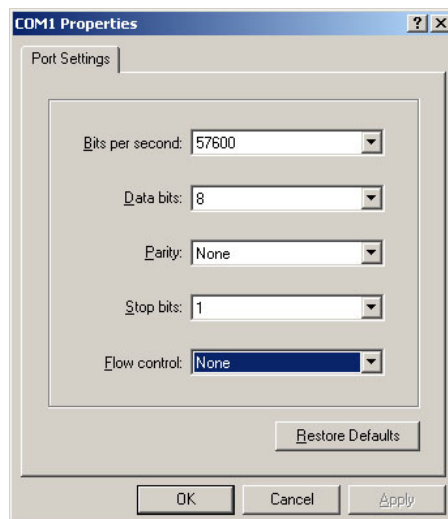 COM1 Properties
Port Settings
Bits per second: 57600
Data bits: 8
Parity: None
Stop bits: 1
Flow control: None
Restore Defaults
OK Cancel Apply